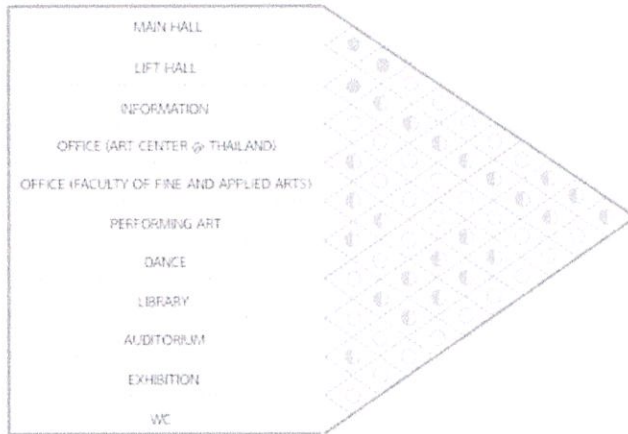 MAIN HALL
LIFT HALL
INFORMATION
OFFICE (ART CENTER @ THAILAND)
OFFICE (FACULTY OF FINE AND APPLIED ARTS)
PERFORMING ART
DANCE
LIBRARY
AUDITORIUM
EXHIBITION
WC